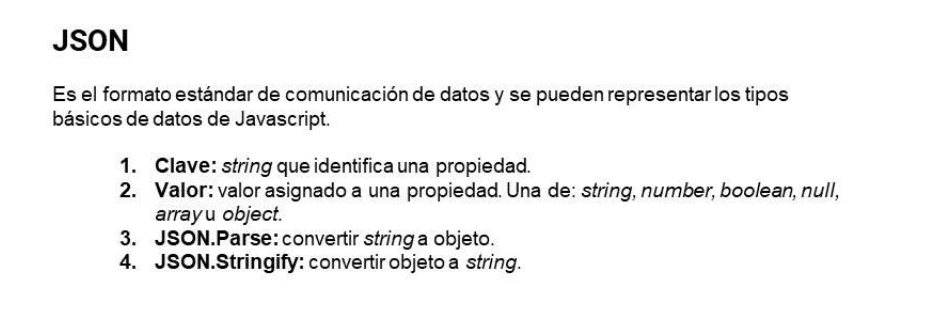 JSON
Es el formato estándar de comunicación de datos y se pueden representar los tipos
básicos de datos de Javascript.
1. Clave: string que identifica una propiedad.
2. Valor: valor asignado a una propiedad. Una de: string, number, boolean, null,
array u object.
3. JSON.Parse: convertir string a objeto.
4. JSON.Stringify: convertir objeto a string.